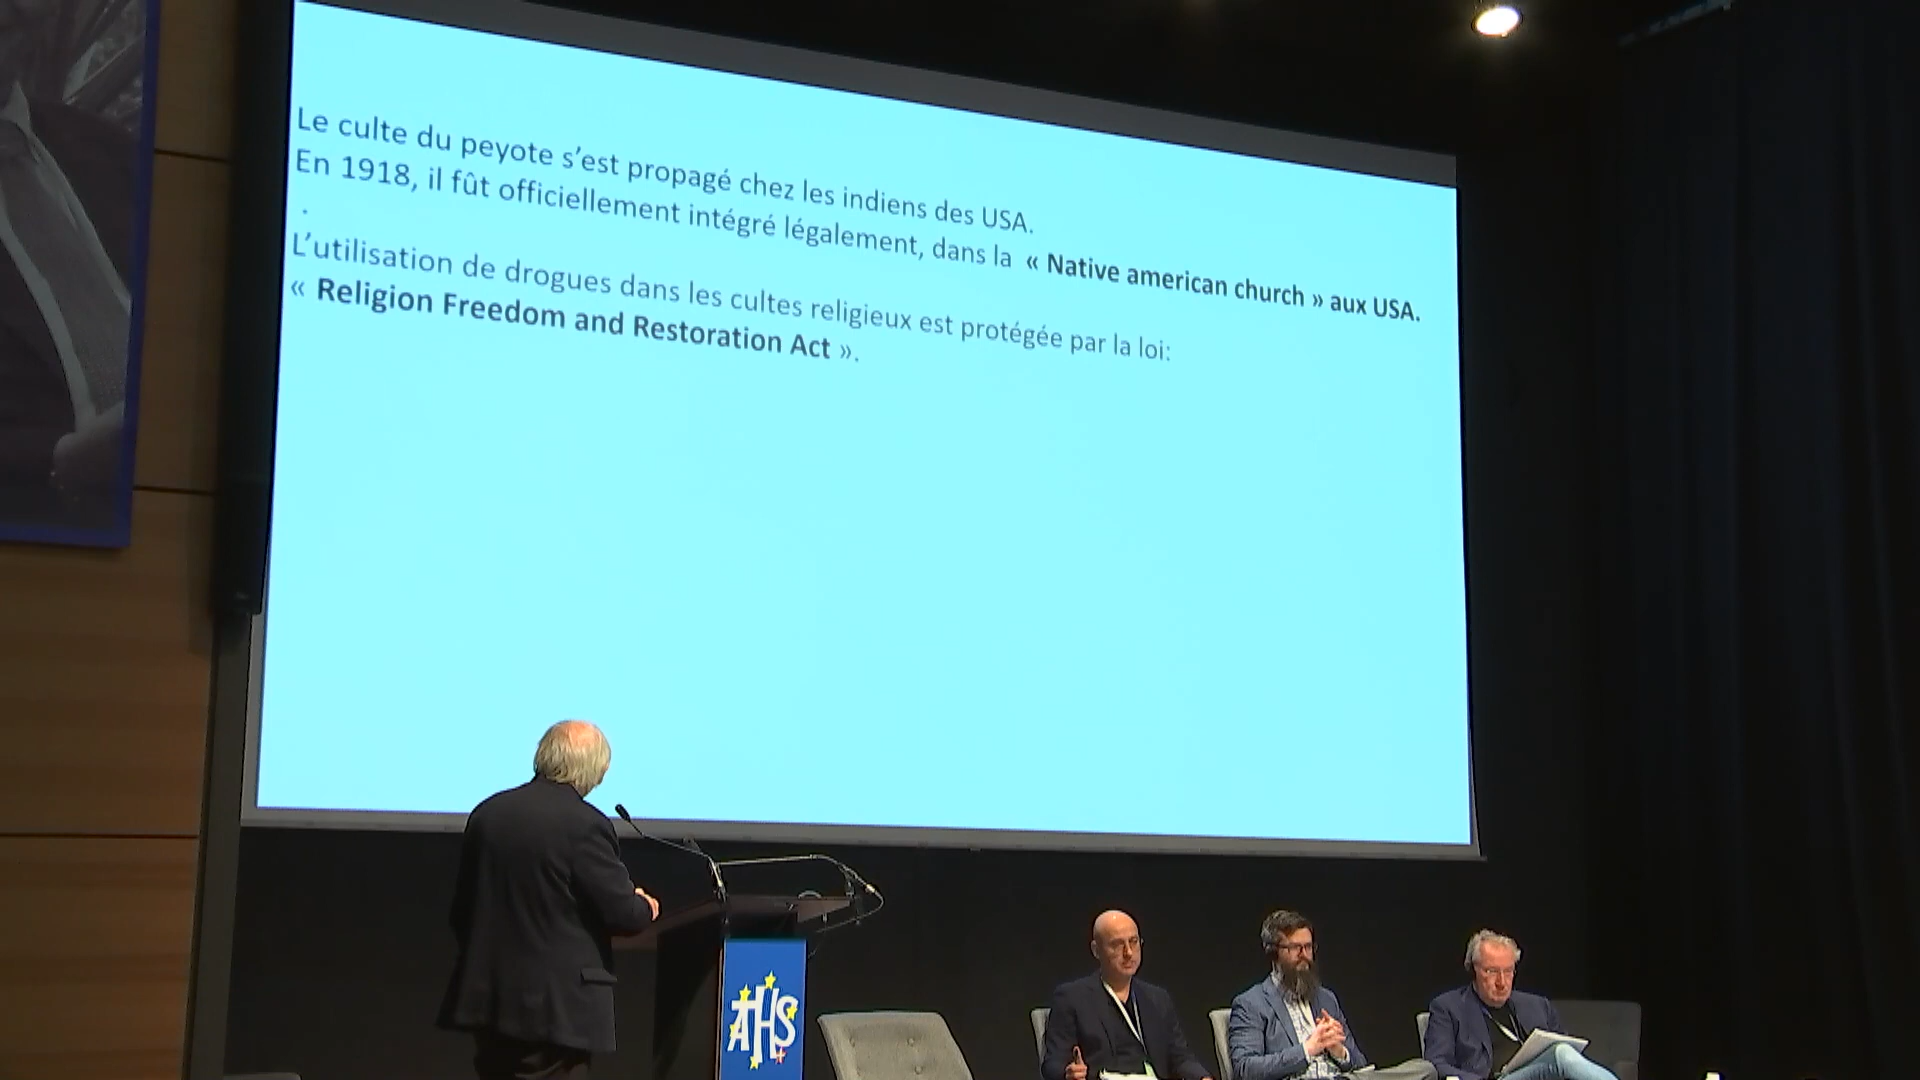 Le culte du peyote s’est propagé chez les indiens des USA.
En 1918, il fût officiellement intégré légalement, dans la « Native american church » aux USA.
.
L’utilisation de drogues dans les cultes religieux est protégée par la loi:
« Religion Freedom and Restoration Act ».
ATHS